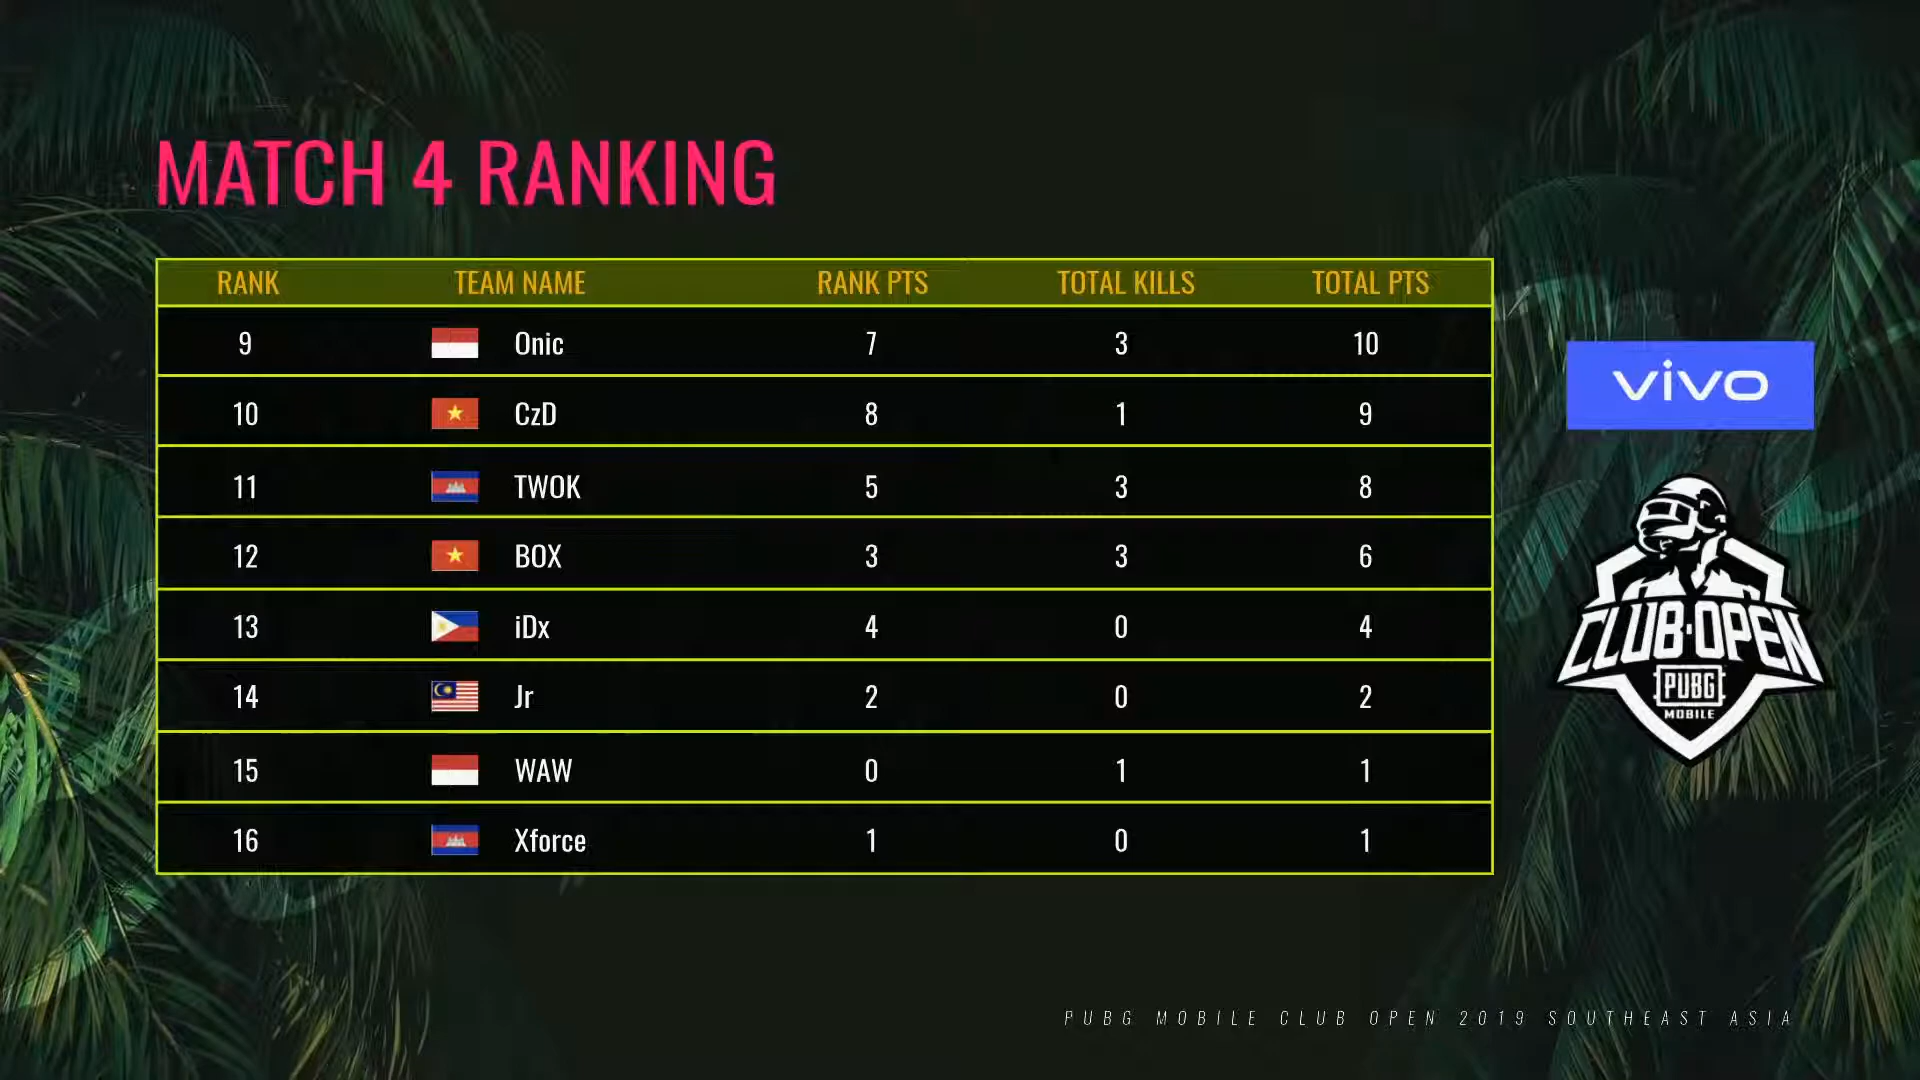 MATCH 4 RANKING
RANK TEAM NAME RANK PTS TOTAL KILLS TOTAL PTS
9 Onic 7 3 10
10 CzD 8 1 9
11 TWOK 5 3 8
12 BOX 3 3 6
13 iDx 4 0 4
14 Jr 2 0 2
15 WAW 0 1 1
16 Xforce 1 0 1
vivo
CLUB·OPEN
PUBG
MOBILE
PUBG MOBILE CLUB OPEN 2019 SOUTHEAST ASIA